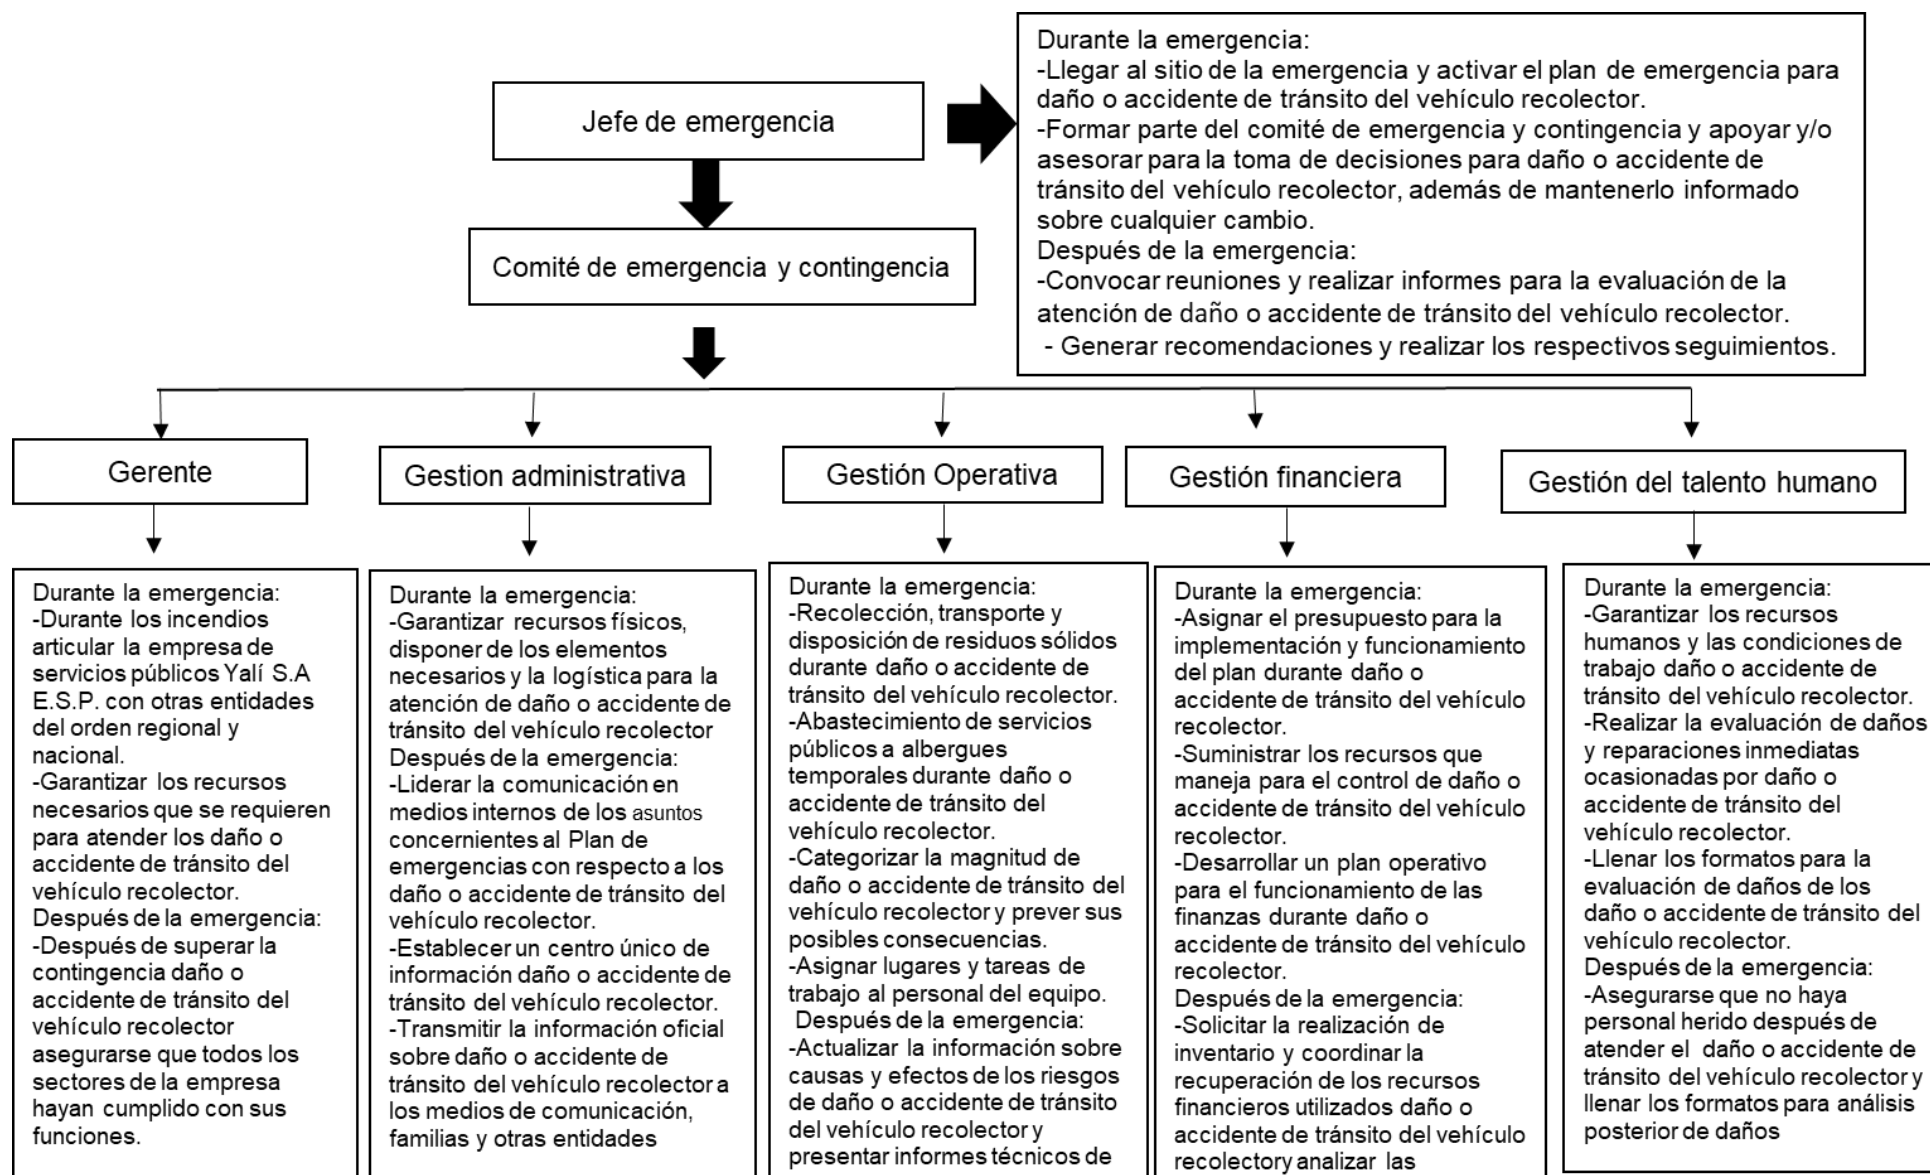 Jefe de emergencia
Durante la emergencia:
-Llegar al sitio de la emergencia y activar el plan de emergencia para
daño o accidente de tránsito del vehículo recolector.
-Formar parte del comité de emergencia y contingencia y apoyar y/o
asesorar para la toma de decisiones para daño o accidente de
tránsito del vehículo recolector, además de mantenerlo informado
sobre cualquier cambio.
Después de la emergencia:
-Convocar reuniones y realizar informes para la evaluación de la
atención de daño o accidente de tránsito del vehículo recolector.
- Generar recomendaciones y realizar los respectivos seguimientos.
Comité de emergencia y contingencia
Gerente
Durante la emergencia:
-Durante los incendios
articular la empresa de
servicios públicos Yalí S.A
E.S.P. con otras entidades
del orden regional y
nacional.
-Garantizar los recursos
necesarios que se requieren
para atender los daño o
accidente de tránsito del
vehículo recolector.
Después de la emergencia:
-Después de superar la
contingencia daño o
accidente de tránsito del
vehículo recolector
asegurarse que todos los
sectores de la empresa
hayan cumplido con sus
funciones.
Gestion administrativa
Durante la emergencia:
-Garantizar recursos físicos,
disponer de los elementos
necesarios y la logística para la
atención de daño o accidente de
tránsito del vehículo recolector
Después de la emergencia:
-Liderar la comunicación en
medios internos de los asuntos
concernientes al Plan de
emergencias con respecto a los
daño o accidente de tránsito del
vehículo recolector.
-Establecer un centro único de
información daño o accidente de
tránsito del vehículo recolector.
-Transmitir la información oficial
sobre daño o accidente de
tránsito del vehículo recolector a
los medios de comunicación,
familias y otras entidades
Gestión Operativa
Durante la emergencia:
-Recolección, transporte y
disposición de residuos sólidos
durante daño o accidente de
tránsito del vehículo recolector.
-Abastecimiento de servicios
públicos a albergues
temporales durante daño o
accidente de tránsito del
vehículo recolector.
-Categorizar la magnitud de
daño o accidente de tránsito del
vehículo recolector y prever sus
posibles consecuencias.
-Asignar lugares y tareas de
trabajo al personal del equipo.
Después de la emergencia:
-Actualizar la información sobre
causas y efectos de los riesgos
de daño o accidente de tránsito
del vehículo recolector y
presentar informes técnicos de
Gestión financiera
Durante la emergencia:
-Asignar el presupuesto para la
implementación y funcionamiento
del plan durante daño o
accidente de tránsito del vehículo
recolector.
-Suministrar los recursos que
maneja para el control de daño o
accidente de tránsito del vehículo
recolector.
-Desarrollar un plan operativo
para el funcionamiento de las
finanzas durante daño o
accidente de tránsito del vehículo
recolector.
Después de la emergencia:
-Solicitar la realización de
inventario y coordinar la
recuperación de los recursos
financieros utilizados daño o
accidente de tránsito del vehículo
recolectory analizar las
Gestión del talento humano
Durante la emergencia:
-Garantizar los recursos
humanos y las condiciones de
trabajo daño o accidente de
tránsito del vehículo recolector.
-Realizar la evaluación de daños
y reparaciones inmediatas
ocasionadas por daño o
accidente de tránsito del
vehículo recolector.
-Llenar los formatos para la
evaluación de daños de los
daño o accidente de tránsito del
vehículo recolector.
Después de la emergencia:
-Asegurarse que no haya
personal herido después de
atender el daño o accidente de
tránsito del vehículo recolector y
llenar los formatos para análisis
posterior de daños